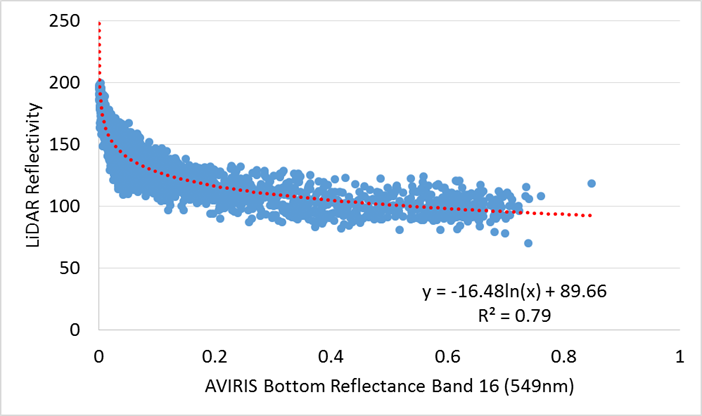 250
200
150
100
50
0
LiDAR Reflectivity
y = -16.48ln(x) + 89.66
R² = 0.79
0 0.2 0.4 0.6 0.8 1
AVIRIS Bottom Reflectance Band 16 (549nm)